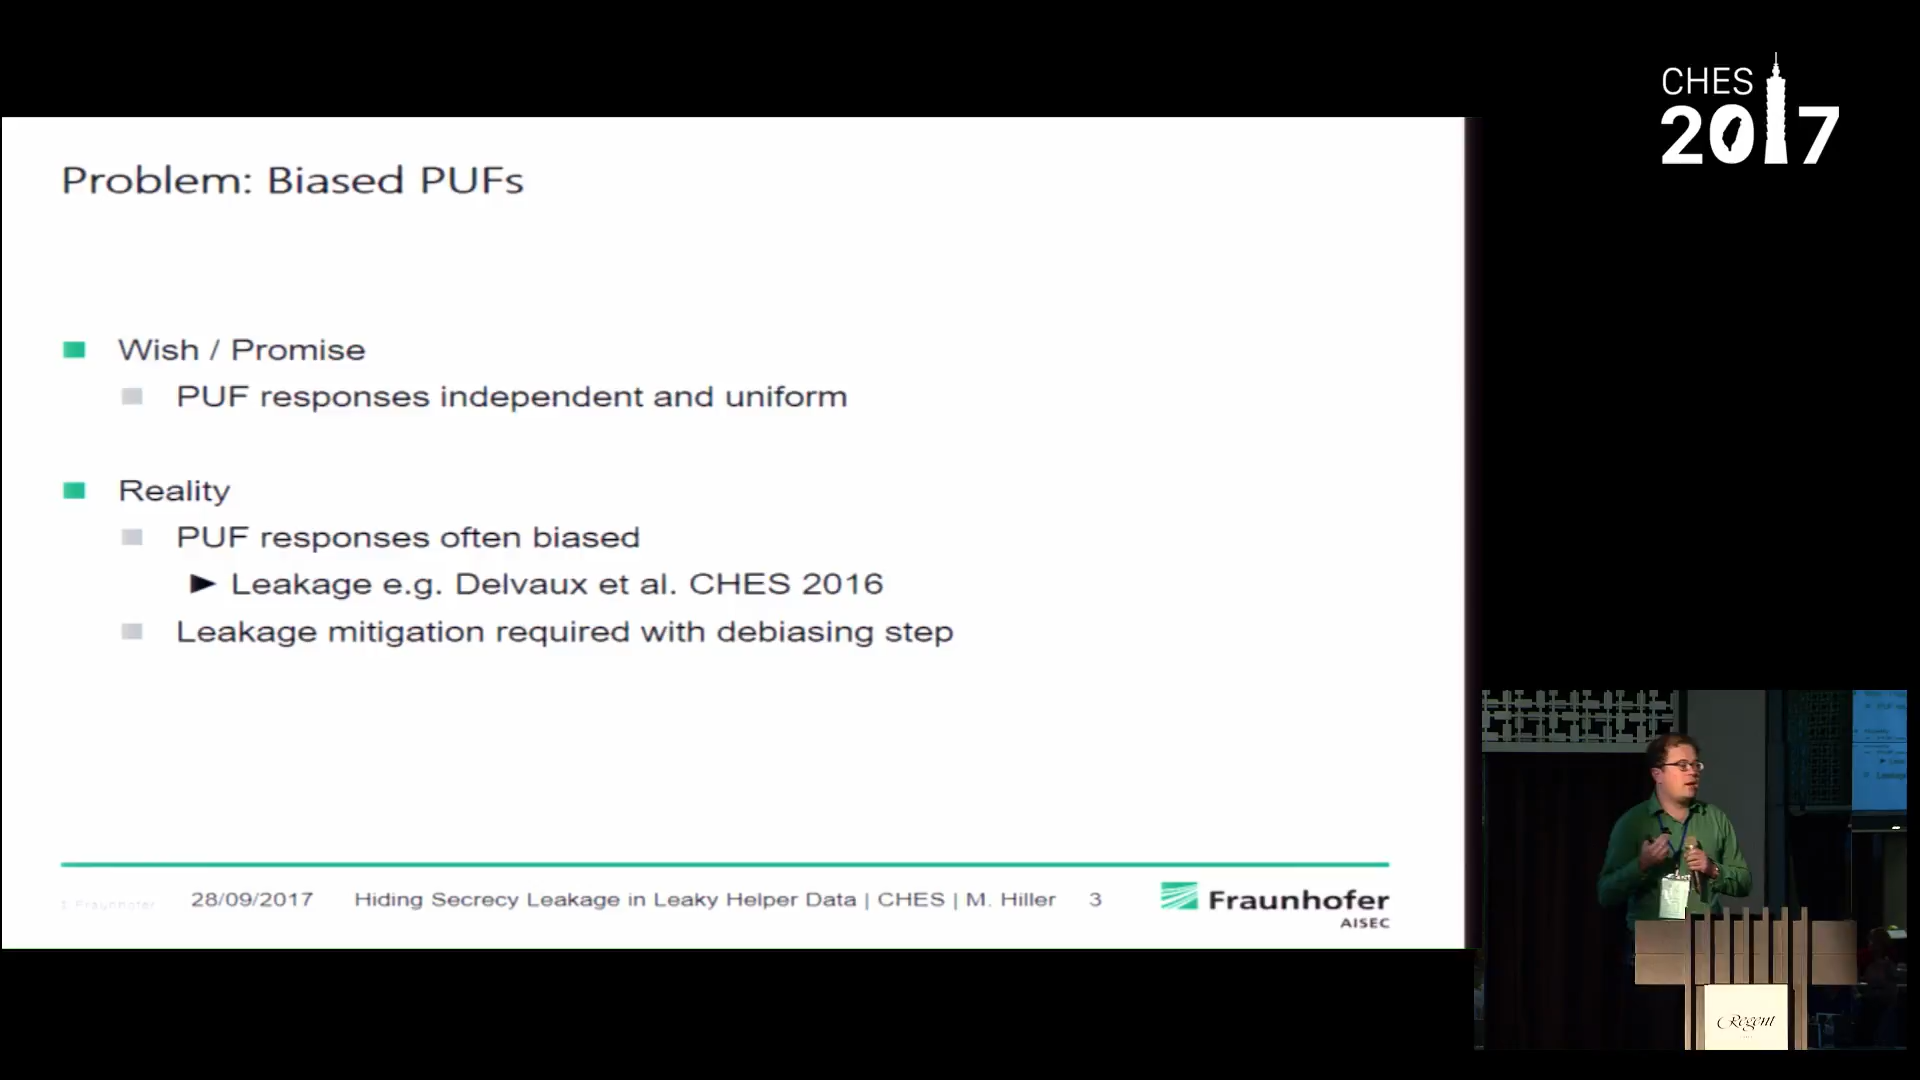 CHES
2017
Problem: Biased PUFs
Wish / Promise
PUF responses independent and uniform
Reality
PUF responses often biased
Leakage e.g. Delvaux et al. CHES 2016
Leakage mitigation required with debiasing step
28/09/2017 Hiding Secrecy Leakage in Leaky Helper Data | CHES | M. Hiller 3
Fraunhofer
AISEC
Regent